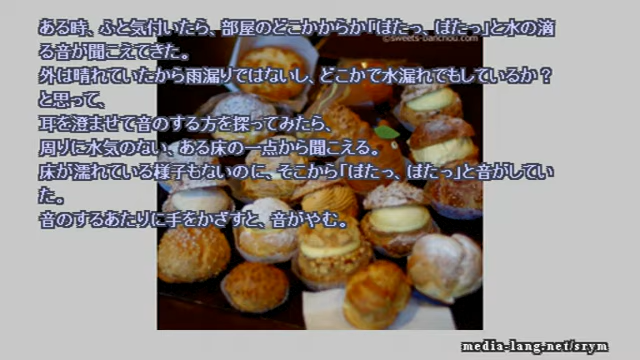 ある時、ふと気付いたら、部屋のどこかからか「ぽたっ、ぽたっ」と水の滴
る音が聞こえてきた。
©sweets-banchou.com
外は晴れていたから雨漏りではないし、どこかで水漏れでもしているか？
と思って、
耳を澄ませて音のする方を探ってみたら、
周りに水気のない、ある床の一点から聞こえる。
床が濡れている様子もないのに、そこから「ぽたっ、ぽたっ」と音がしてい
た。
音のするあたりに手をかざすと、音がやむ。
media-lang-net/srym